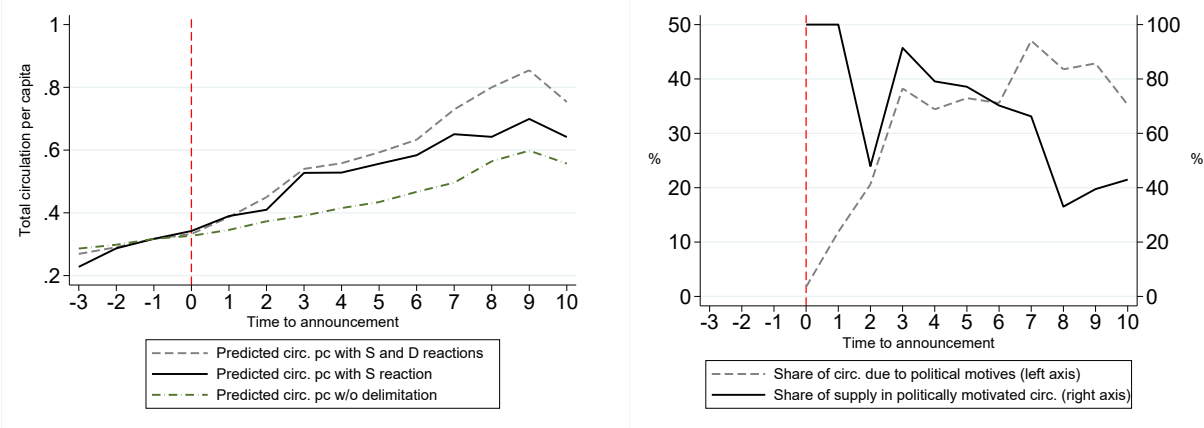 Total circulation per capita
1
.8
.6
.4
.2
-3 -2 -1 0 1 2 3 4 5 6 7 8 9 10
Time to announcement
Predicted circ. pc with S and D reactions
Predicted circ. pc with S reaction
Predicted circ. pc w/o delimitation
%
50
40
30
20
10
0
100
80
60
40
20
0
%
-3 -2 -1 0 1 2 3 4 5 6 7 8 9 10
Time to announcement
Share of circ. due to political motives (left axis)
Share of supply in politically motivated circ. (right axis)